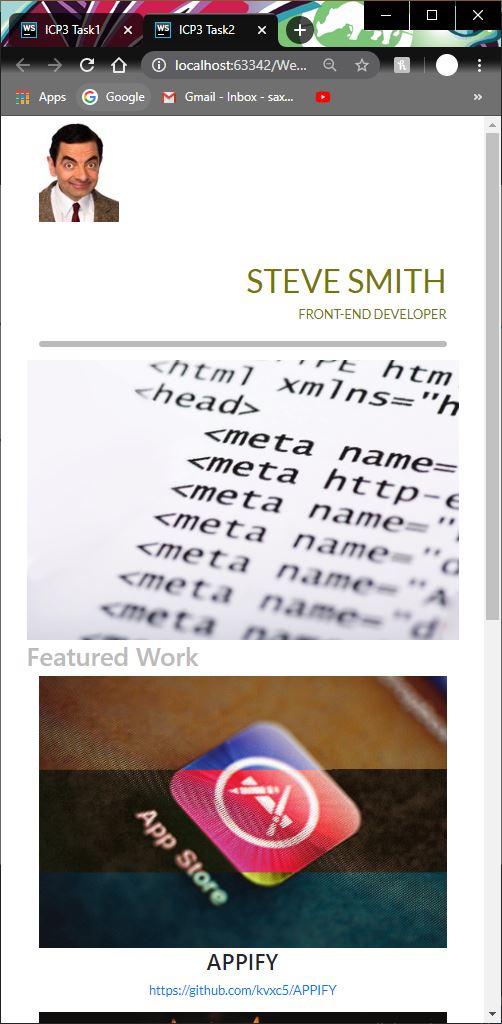 ICP3 Task1
ICP3 Task2
localhost:63342/We...
Apps
Google
Gmail - Inbox - sax...
»
STEVE SMITH
FRONT-END DEVELOPER
<html
xmlns="h
<head>
<meta name=
<meta http-e
<meta name="
<meta name="d
<meta name="A
<meta name="d
<meta name=
Featured Work
App Store
APPIFY
https://github.com/kvxc5/APPIFY